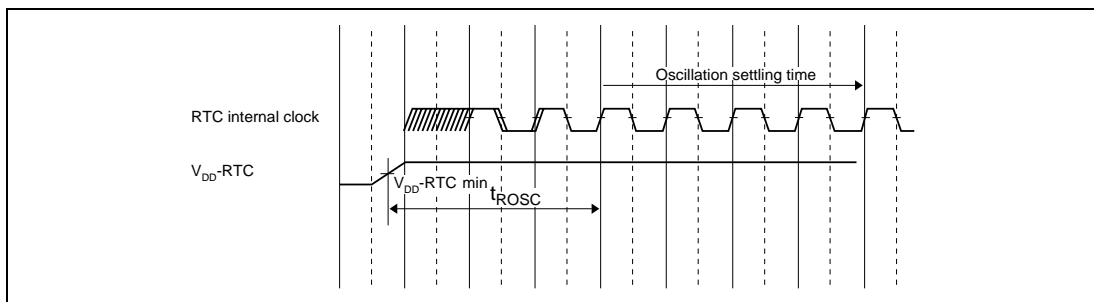 Oscillation settling time
RTC internal clock
VDD-RTC
VDD-RTC min
tROSC